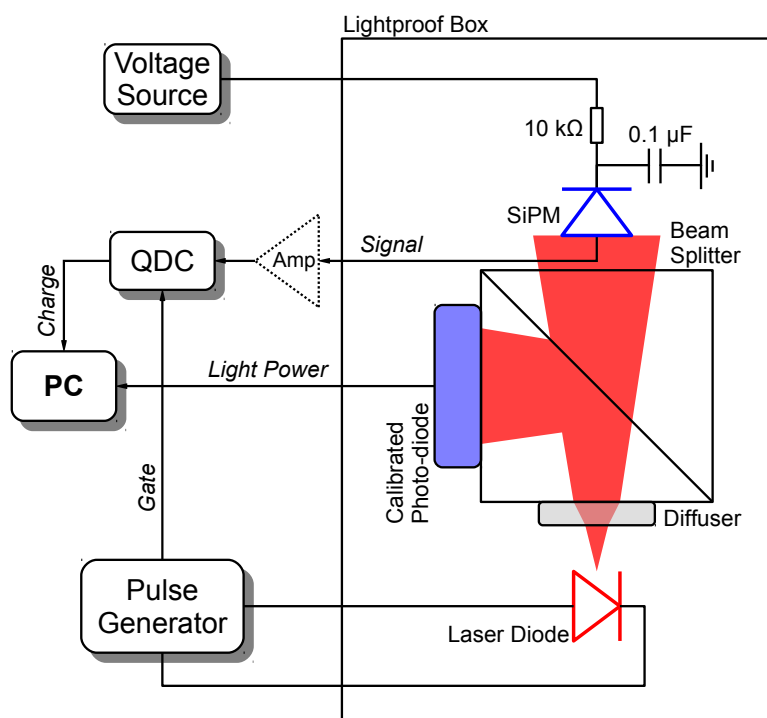 Lightproof Box
Voltage
Source
10 kΩ
0.1 µF
SiPM
Beam
Splitter
Signal
Amp
QDC
Charge
PC
Light Power
Calibrated
Photo-diode
Gate
Diffuser
Pulse
Generator
Laser Diode